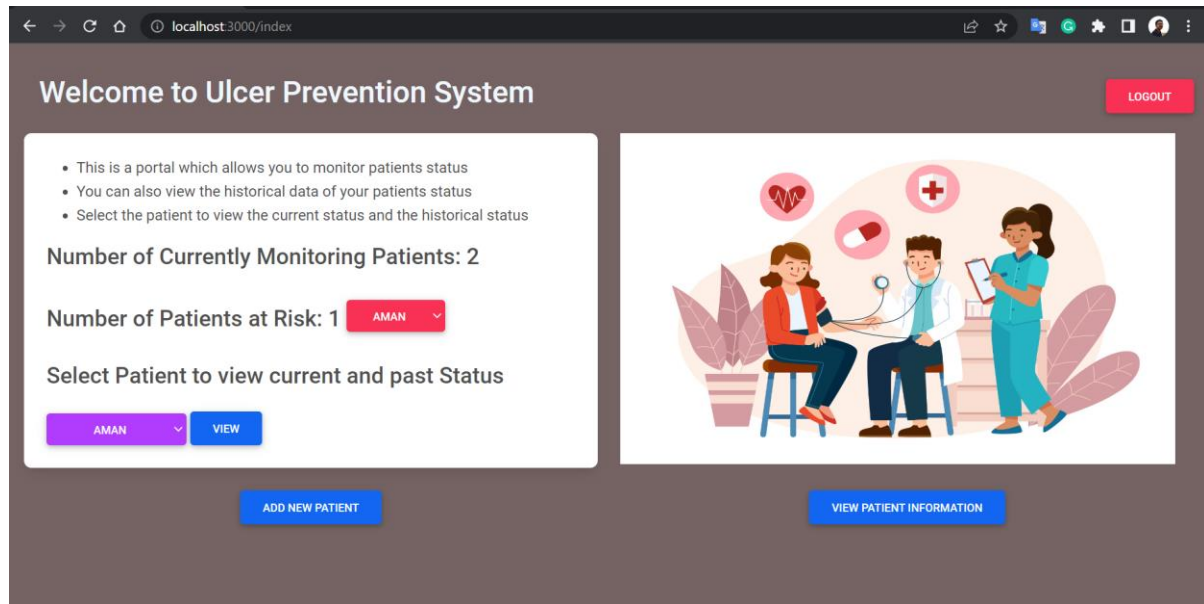 localhost:3000/index
Welcome to Ulcer Prevention System
LOGOUT
This is a portal which allows you to monitor patients status
You can also view the historical data of your patients status
Select the patient to view the current status and the historical status
Number of Currently Monitoring Patients: 2
Number of Patients at Risk: 1 AMAN
Select Patient to view current and past Status
AMAN VIEW
ADD NEW PATIENT
VIEW PATIENT INFORMATION